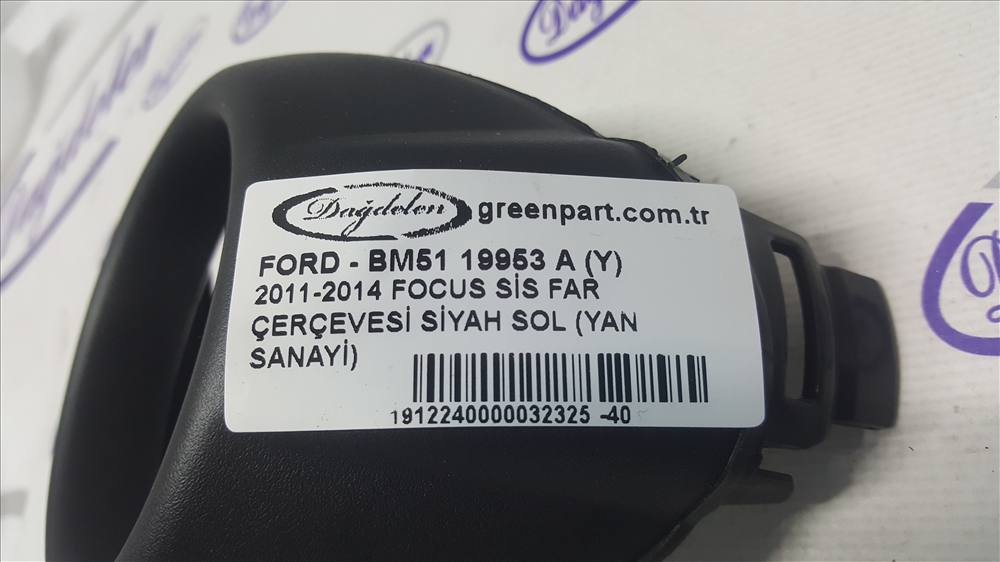 Dağdelen
greenpart.com.tr
FORD - BM51 19953 A (Y)
2011-2014 FOCUS SİS FAR
ÇERÇEVESİ SİYAH SOL (YAN
SANAYİ)
1912240000032325 -40
Dağdelen